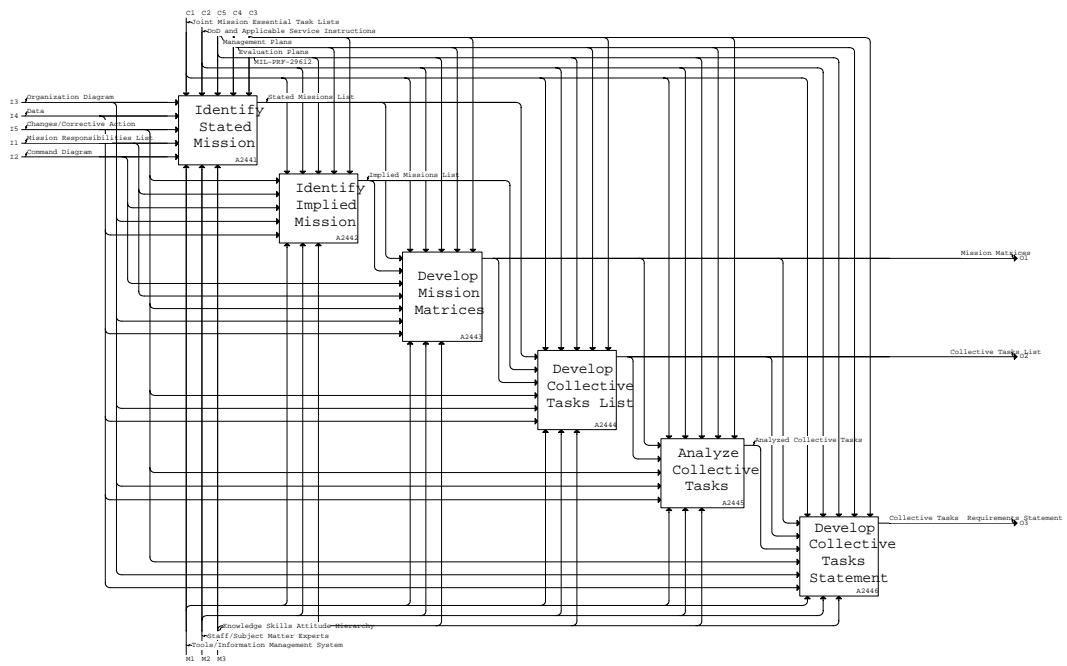 C1 C2 C5 C4 C3
Joint Mission Essential Task Lists
DoD and Applicable Service Instructions
Management Plans
Evaluation Plans
MIL-PRF-29612
I3 Organization Diagram
I4 Data
I5 Changes/Corrective Action
I1 Mission Responsibilities List
I2 Command Diagram
Identify
Stated
Mission
A2441
Stated Missions List
Identify
Implied
Mission
A2442
Implied Missions List
Develop
Mission
Matrices
A2443
Mission Matrices
O1
Develop
Collective
Tasks List
A2444
Collective Tasks List
O2
Analyze
Collective
Tasks
A2445
Analyzed Collective Tasks
Develop
Collective
Tasks
Statement
A2446
Collective Tasks Requirements Statement
O3
Knowledge Skills Attitude Hierarchy
Staff/Subject Matter Experts
Tools/Information Management System
M1 M2 M3